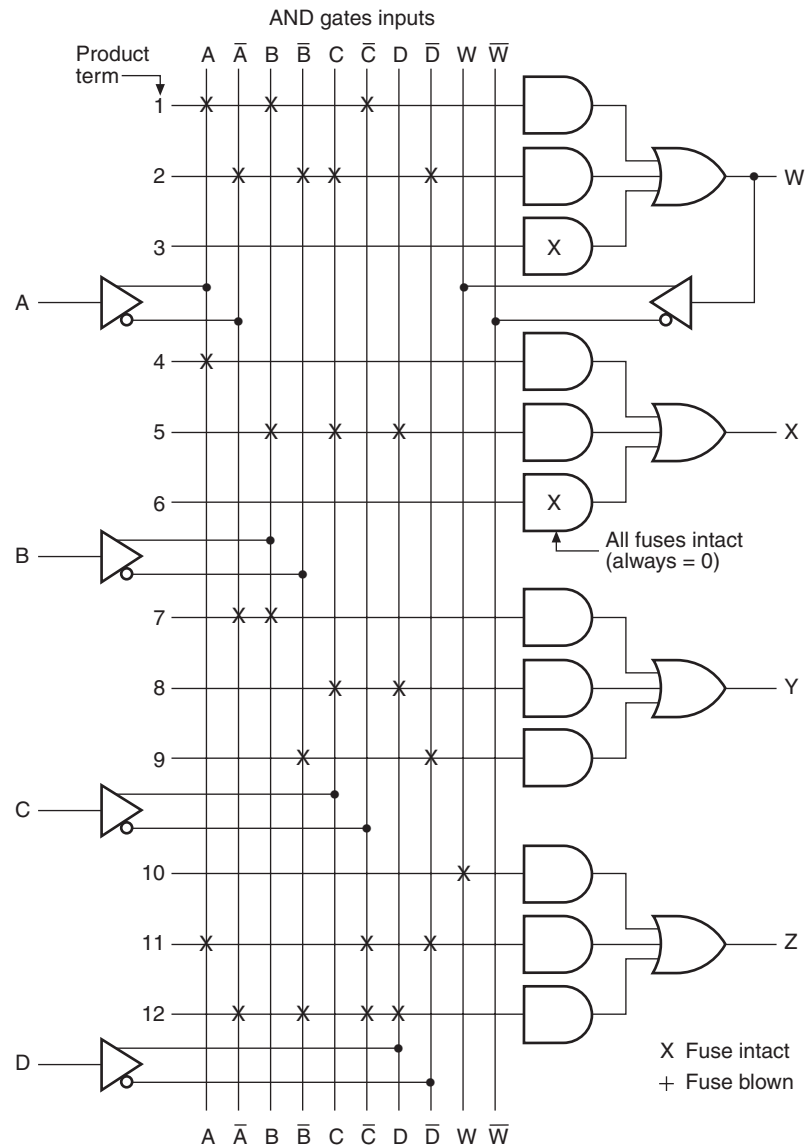 AND gates inputs
Product
term
A A̅ B B̅ C C̅ D D̅ W W̅
1
2
W
3
A
4
5
X
6
All fuses intact
(always = 0)
B
7
8
Y
9
C
10
11
Z
12
D
X Fuse intact
+ Fuse blown
A A̅ B B̅ C C̅ D D̅ W W̅